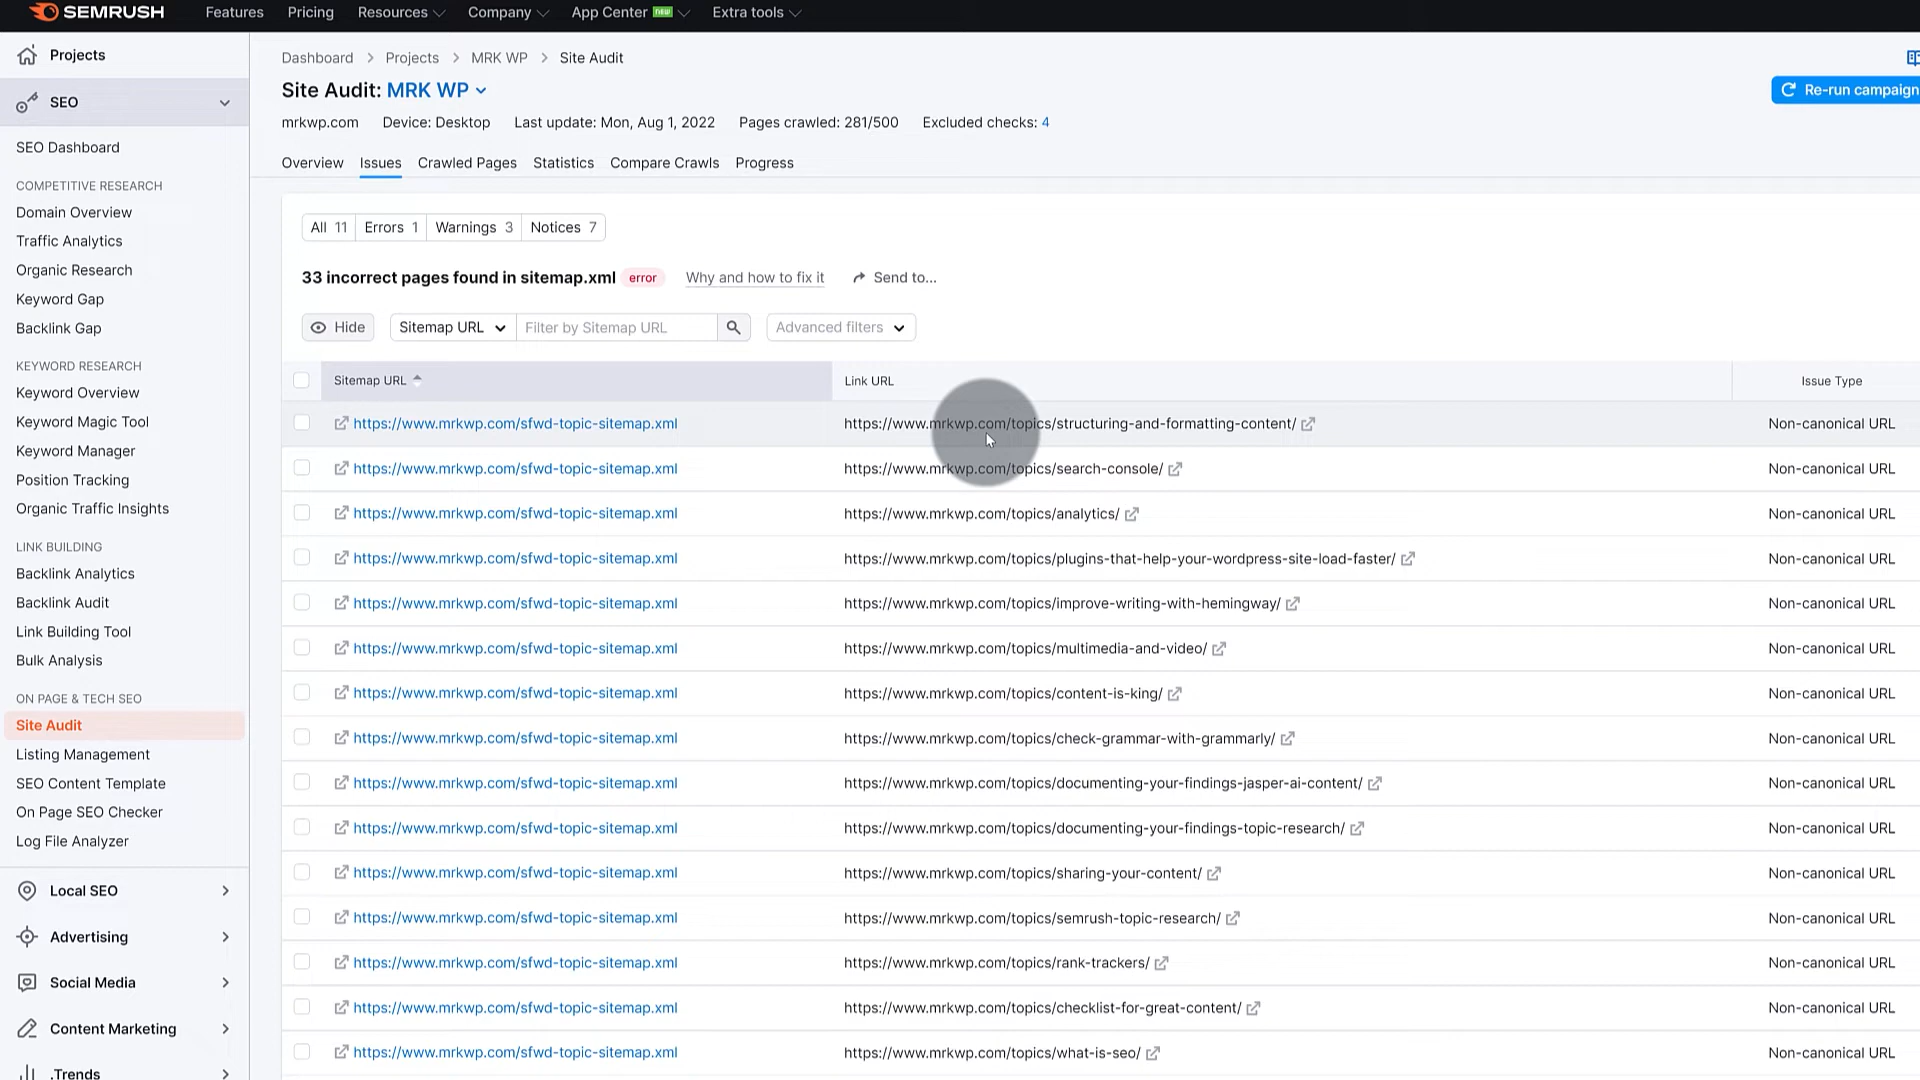 SEMRUSH
Features Pricing Resources Company App Center new Extra tools
Projects
SEO
SEO Dashboard
COMPETITIVE RESEARCH
Domain Overview
Traffic Analytics
Organic Research
Keyword Gap
Backlink Gap
KEYWORD RESEARCH
Keyword Overview
Keyword Magic Tool
Keyword Manager
Position Tracking
Organic Traffic Insights
LINK BUILDING
Backlink Analytics
Backlink Audit
Link Building Tool
Bulk Analysis
ON PAGE & TECH SEO
Site Audit
Listing Management
SEO Content Template
On Page SEO Checker
Log File Analyzer
Local SEO
Advertising
Social Media
Content Marketing
.Trends
Dashboard > Projects > MRK WP > Site Audit
Site Audit: MRK WP
Re-run campaign
mrkwp.com Device: Desktop Last update: Mon, Aug 1, 2022 Pages crawled: 281/500 Excluded checks: 4
Overview Issues Crawled Pages Statistics Compare Crawls Progress
All 11 Errors 1 Warnings 3 Notices 7
33 incorrect pages found in sitemap.xml error Why and how to fix it Send to...
Hide Sitemap URL Filter by Sitemap URL Advanced filters
Sitemap URL Link URL Issue Type
https://www.mrkwp.com/sfwd-topic-sitemap.xml https://www.mrkwp.com/topics/structuring-and-formatting-content/ Non-canonical URL
https://www.mrkwp.com/sfwd-topic-sitemap.xml https://www.mrkwp.com/topics/search-console/ Non-canonical URL
https://www.mrkwp.com/sfwd-topic-sitemap.xml https://www.mrkwp.com/topics/analytics/ Non-canonical URL
https://www.mrkwp.com/sfwd-topic-sitemap.xml https://www.mrkwp.com/topics/plugins-that-help-your-wordpress-site-load-faster/ Non-canonical URL
https://www.mrkwp.com/sfwd-topic-sitemap.xml https://www.mrkwp.com/topics/improve-writing-with-hemingway/ Non-canonical URL
https://www.mrkwp.com/sfwd-topic-sitemap.xml https://www.mrkwp.com/topics/multimedia-and-video/ Non-canonical URL
https://www.mrkwp.com/sfwd-topic-sitemap.xml https://www.mrkwp.com/topics/content-is-king/ Non-canonical URL
https://www.mrkwp.com/sfwd-topic-sitemap.xml https://www.mrkwp.com/topics/check-grammar-with-grammarly/ Non-canonical URL
https://www.mrkwp.com/sfwd-topic-sitemap.xml https://www.mrkwp.com/topics/documenting-your-findings-jasper-ai-content/ Non-canonical URL
https://www.mrkwp.com/sfwd-topic-sitemap.xml https://www.mrkwp.com/topics/documenting-your-findings-topic-research/ Non-canonical URL
https://www.mrkwp.com/sfwd-topic-sitemap.xml https://www.mrkwp.com/topics/sharing-your-content/ Non-canonical URL
https://www.mrkwp.com/sfwd-topic-sitemap.xml https://www.mrkwp.com/topics/semrush-topic-research/ Non-canonical URL
https://www.mrkwp.com/sfwd-topic-sitemap.xml https://www.mrkwp.com/topics/rank-trackers/ Non-canonical URL
https://www.mrkwp.com/sfwd-topic-sitemap.xml https://www.mrkwp.com/topics/checklist-for-great-content/ Non-canonical URL
https://www.mrkwp.com/sfwd-topic-sitemap.xml https://www.mrkwp.com/topics/what-is-seo/ Non-canonical URL